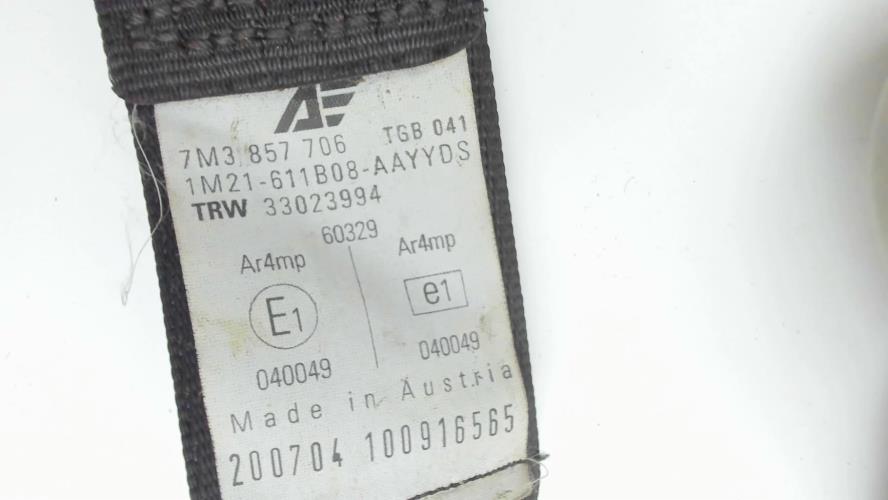 AE
7M3 857 706 TGB 041
1M21-611B08-AAYYDS
TRW 33023994
60329
Ar4mp Ar4mp
E1 e1
040049 040049
Made in Austria
200704 100916565